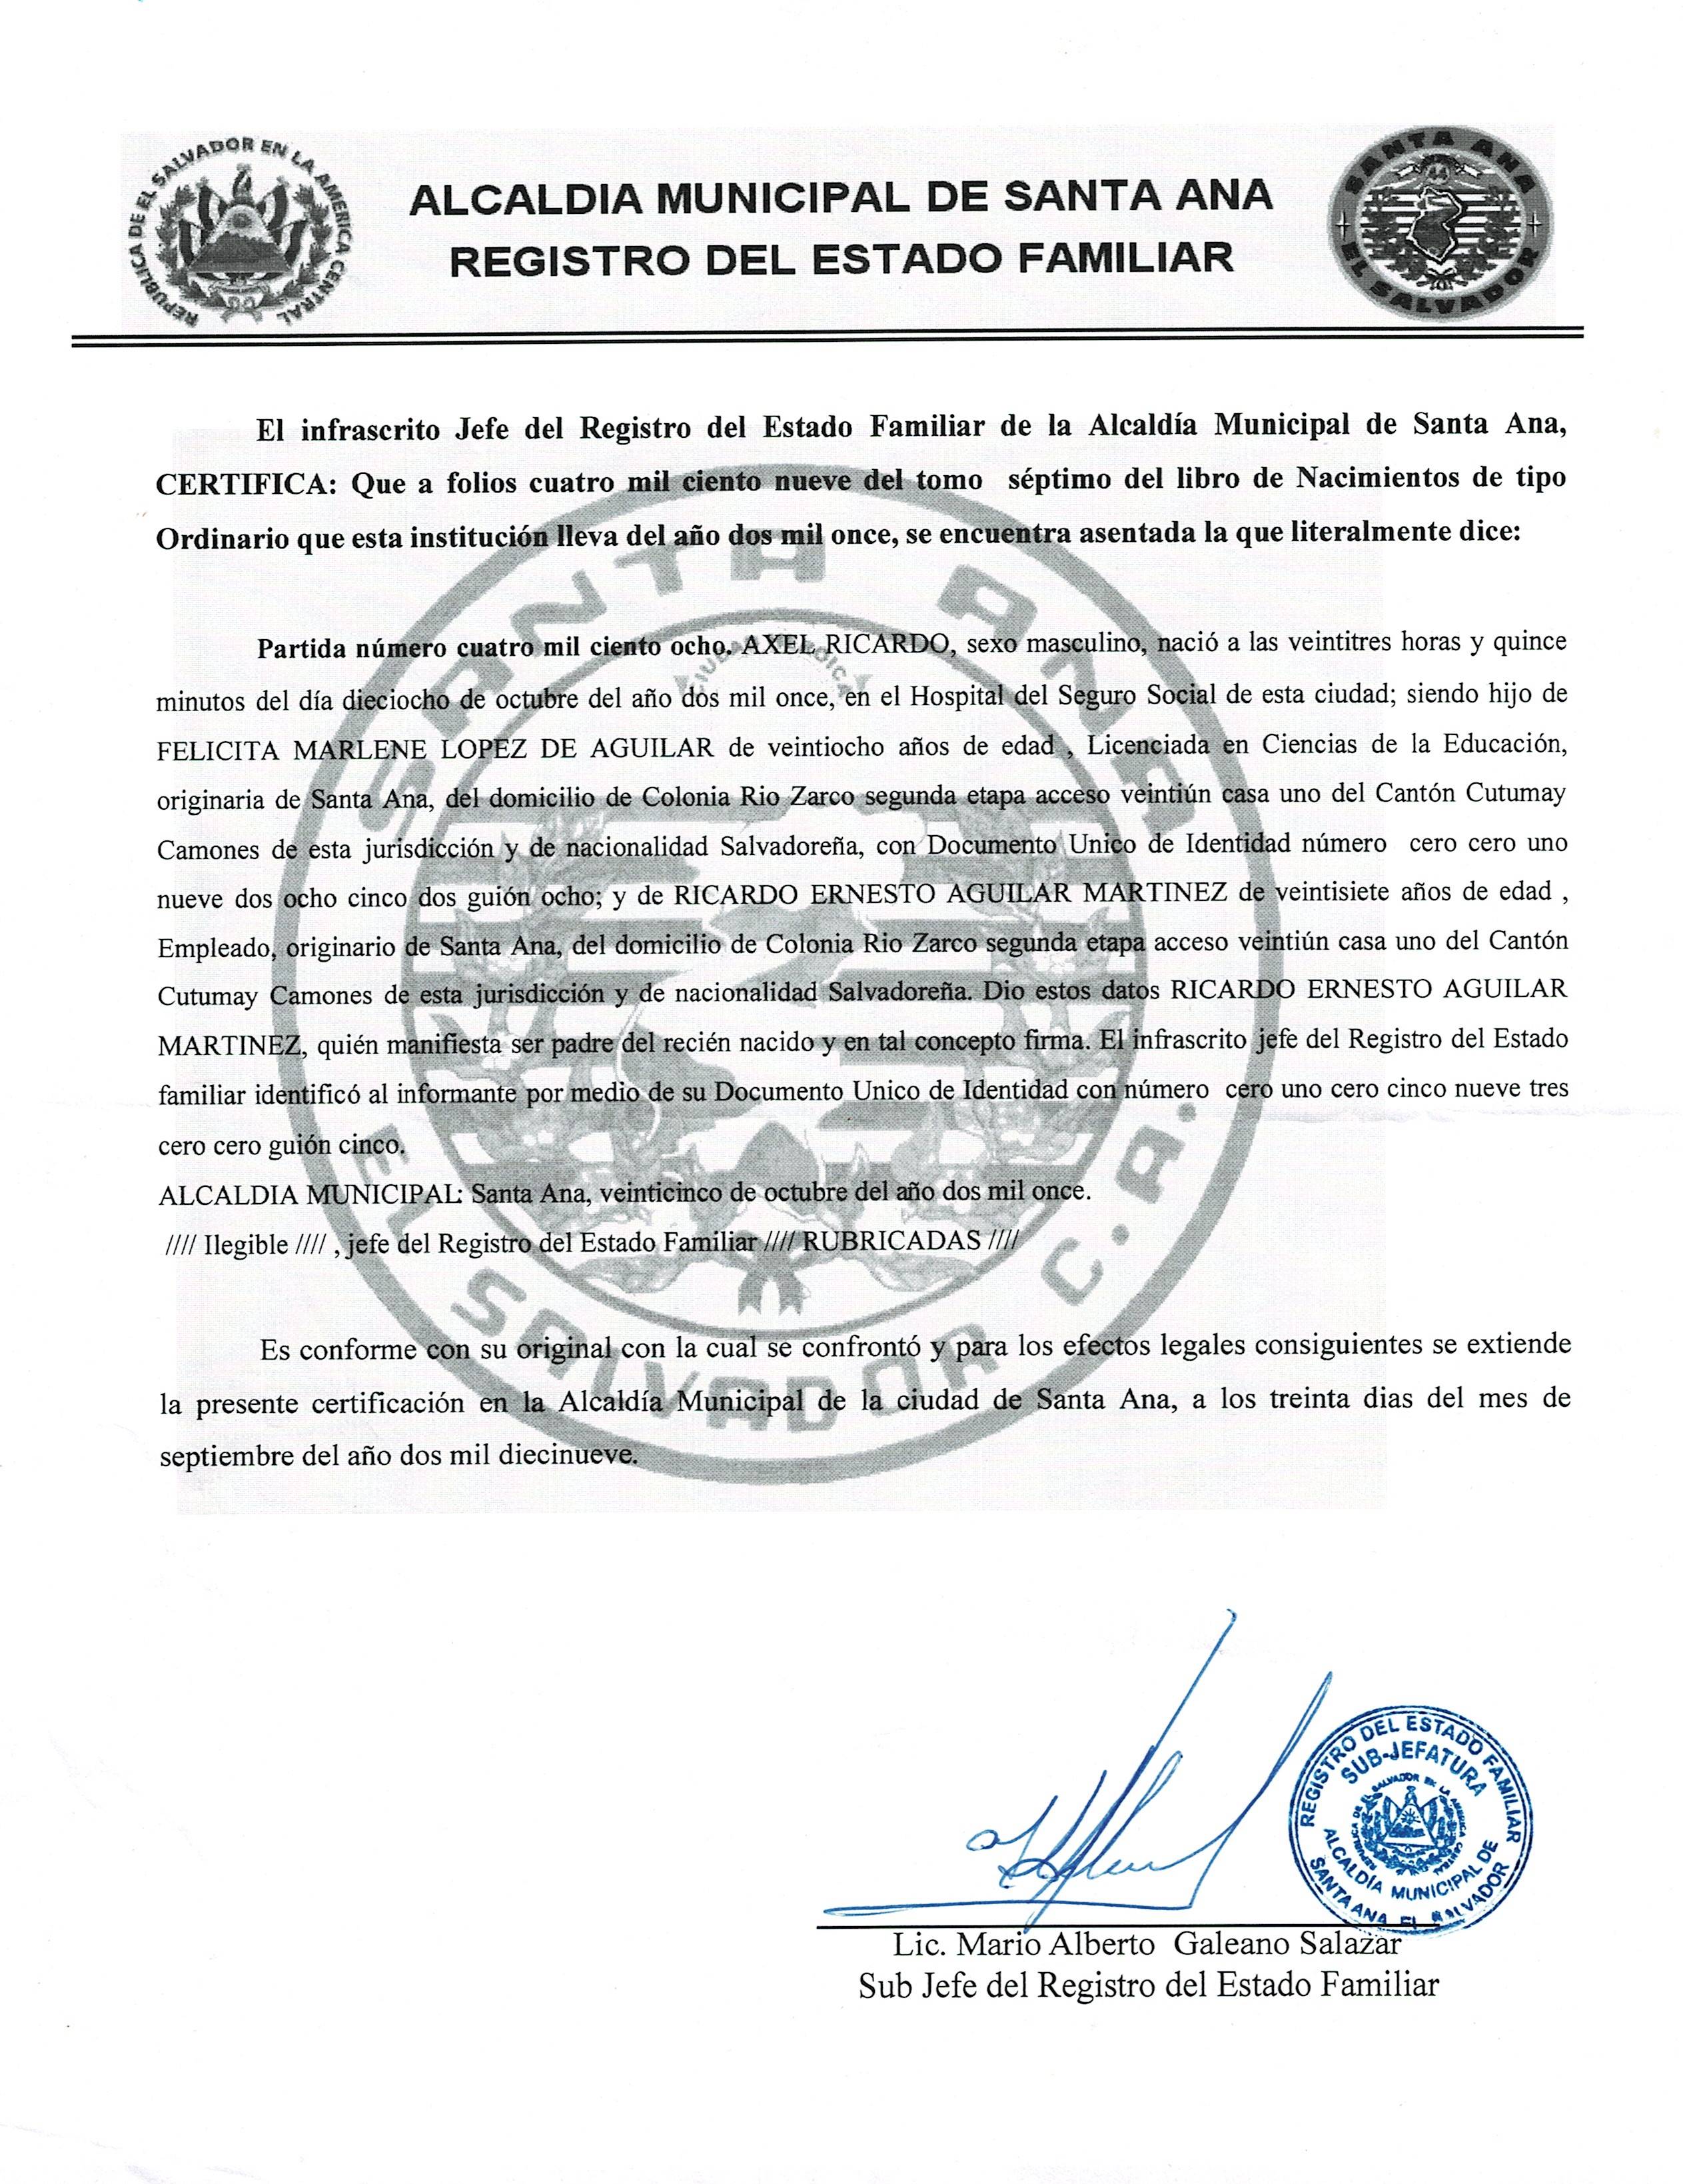 REPUBLICA DE EL SALVADOR EN LA AMERICA CENTRAL
ALCALDIA MUNICIPAL DE SANTA ANA
REGISTRO DEL ESTADO FAMILIAR
SANTA ANA
44
EL SALVADOR
El infrascrito Jefe del Registro del Estado Familiar de la Alcaldía Municipal de Santa Ana,
CERTIFICA: Que a folios cuatro mil ciento nueve del tomo séptimo del libro de Nacimientos de tipo
Ordinario que esta institución lleva del año dos mil once, se encuentra asentada la que literalmente dice:
Partida número cuatro mil ciento ocho. AXEL RICARDO, sexo masculino, nació a las veintitres horas y quince
minutos del día dieciocho de octubre del año dos mil once, en el Hospital del Seguro Social de esta ciudad; siendo hijo de
FELICITA MARLENE LOPEZ DE AGUILAR de veintiocho años de edad , Licenciada en Ciencias de la Educación,
originaria de Santa Ana, del domicilio de Colonia Rio Zarco segunda etapa acceso veintiún casa uno del Cantón Cutumay
Camones de esta jurisdicción y de nacionalidad Salvadoreña, con Documento Unico de Identidad número cero cero uno
nueve dos ocho cinco dos guión ocho; y de RICARDO ERNESTO AGUILAR MARTINEZ de veintisiete años de edad ,
Empleado, originario de Santa Ana, del domicilio de Colonia Rio Zarco segunda etapa acceso veintiún casa uno del Cantón
Cutumay Camones de esta jurisdicción y de nacionalidad Salvadoreña. Dio estos datos RICARDO ERNESTO AGUILAR
MARTINEZ, quién manifiesta ser padre del recién nacido y en tal concepto firma. El infrascrito jefe del Registro del Estado
familiar identificó al informante por medio de su Documento Unico de Identidad con número cero uno cero cinco nueve tres
cero cero guión cinco.
ALCALDIA MUNICIPAL: Santa Ana, veinticinco de octubre del año dos mil once.
//// Ilegible //// , jefe del Registro del Estado Familiar //// RUBRICADAS ////
Es conforme con su original con la cual se confrontó y para los efectos legales consiguientes se extiende
la presente certificación en la Alcaldía Municipal de la ciudad de Santa Ana, a los treinta dias del mes de
septiembre del año dos mil diecinueve.
SANTA ANA
EL SALVADOR C.A.
REGISTRO DEL ESTADO FAMILIAR
SUB-JEFATURA
ALCALDÍA MUNICIPAL DE
SANTA ANA EL SALVADOR
Lic. Mario Alberto Galeano Salazar
Sub Jefe del Registro del Estado Familiar